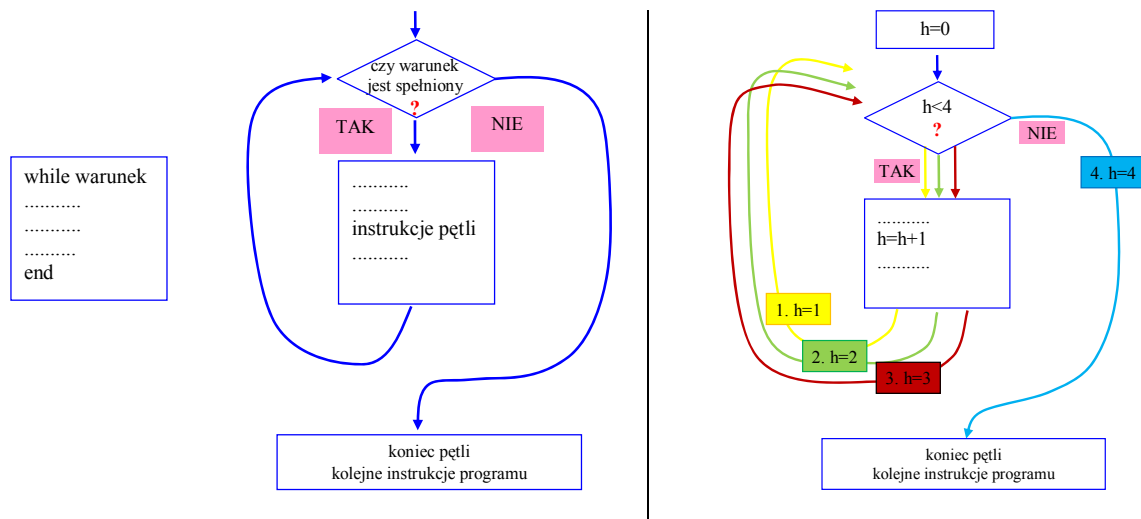 while warunek
...........
...........
..........
end
czy warunek
jest spełniony
?
TAK
NIE
...........
...........
instrukcje pętli
...........
koniec pętli
kolejne instrukcje programu
h=0
h<4
?
NIE
TAK
4. h=4
...........
h=h+1
...........
1. h=1
2. h=2
3. h=3
koniec pętli
kolejne instrukcje programu